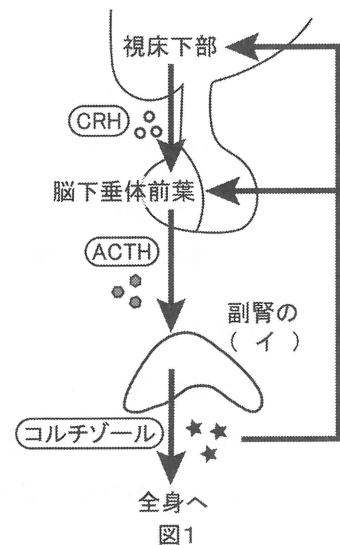 視床下部
CRH
脳下垂体前葉
ACTH
副腎の
( イ )
コルチゾール
全身へ
図1